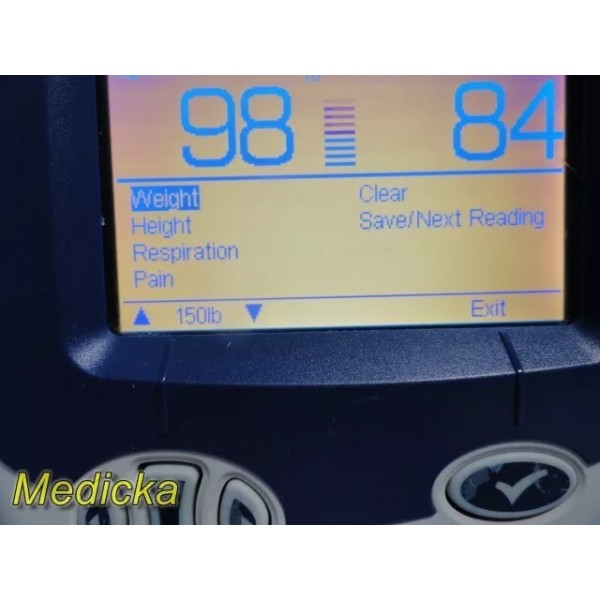 98 84
Weight Clear
Height Save/Next Reading
Respiration
Pain
150lb Exit
Medicka